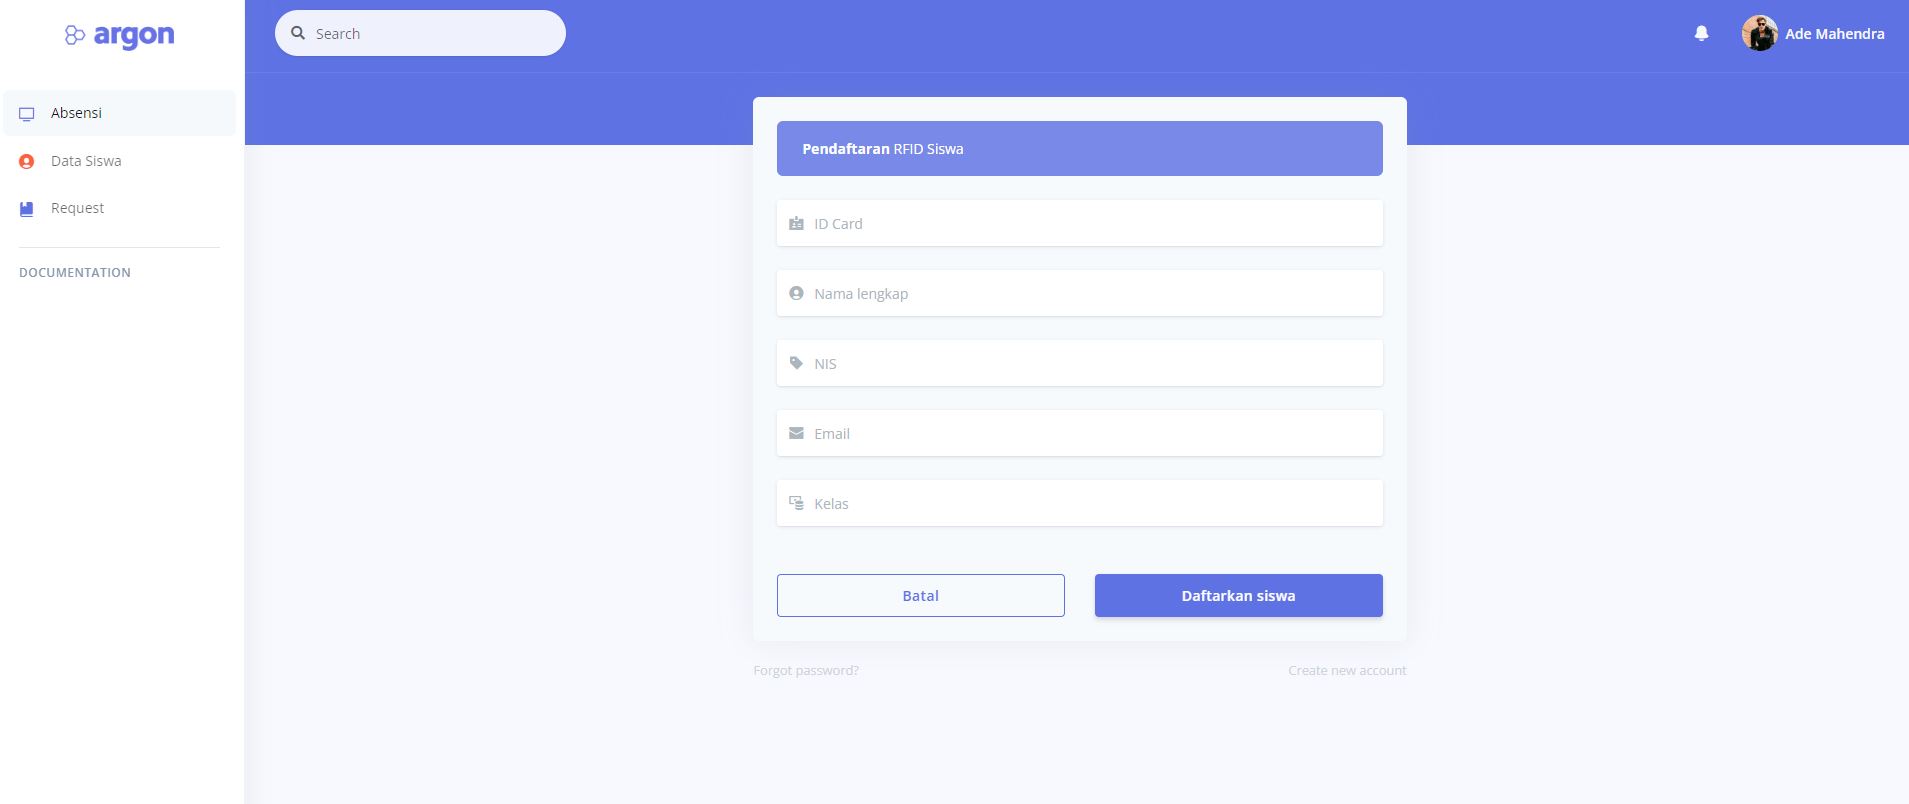 argon
Search
Ade Mahendra
Absensi
Data Siswa
Request
DOCUMENTATION
Pendaftaran RFID Siswa
ID Card
Nama lengkap
NIS
Email
Kelas
Batal
Daftarkan siswa
Forgot password?
Create new account